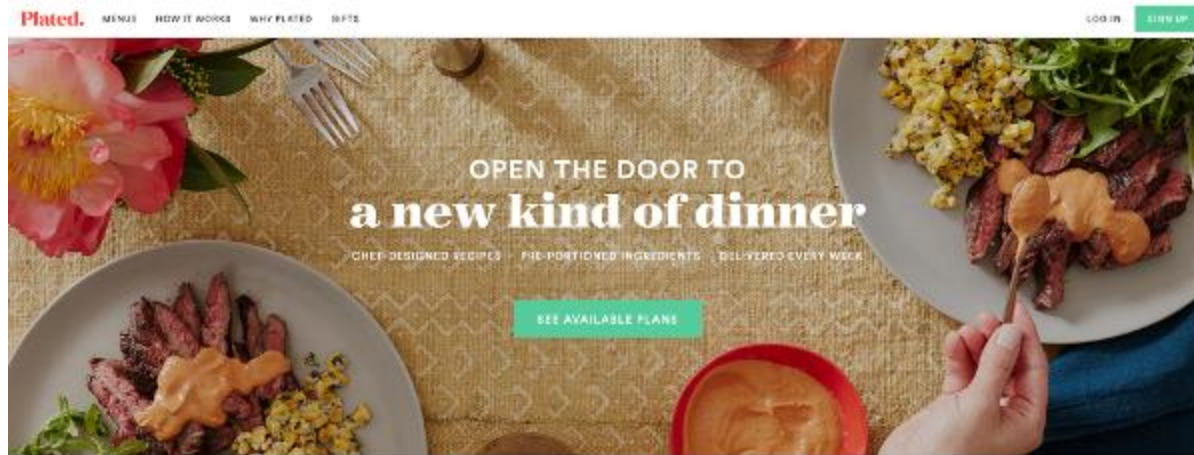 Plated. MENUS HOW IT WORKS WHY PLATED GIFTS LOG IN SIGN UP
OPEN THE DOOR TO
a new kind of dinner
CHEF-DESIGNED RECIPES PRE-PORTIONED INGREDIENTS DELIVERED EVERY WEEK
SEE AVAILABLE PLANS